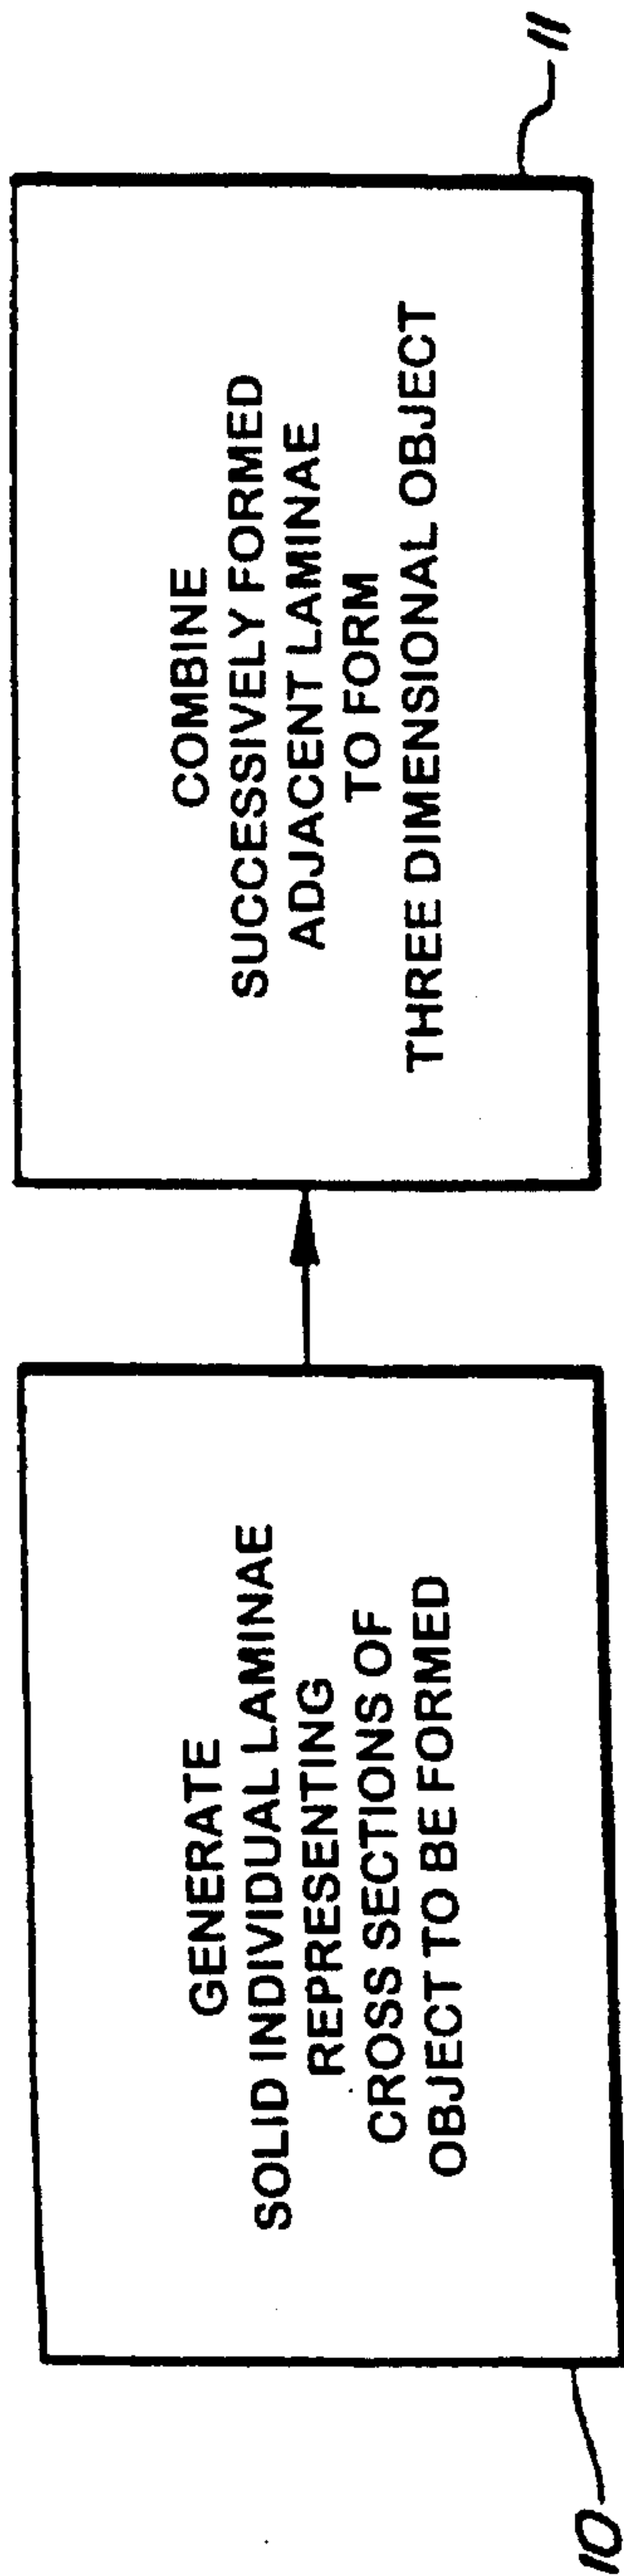 GENERATE
SOLID INDIVIDUAL LAMINAE
REPRESENTING
CROSS SECTIONS OF
OBJECT TO BE FORMED
10
COMBINE
SUCCESSIVELY FORMED
ADJACENT LAMINAE
TO FORM
THREE DIMENSIONAL OBJECT
11